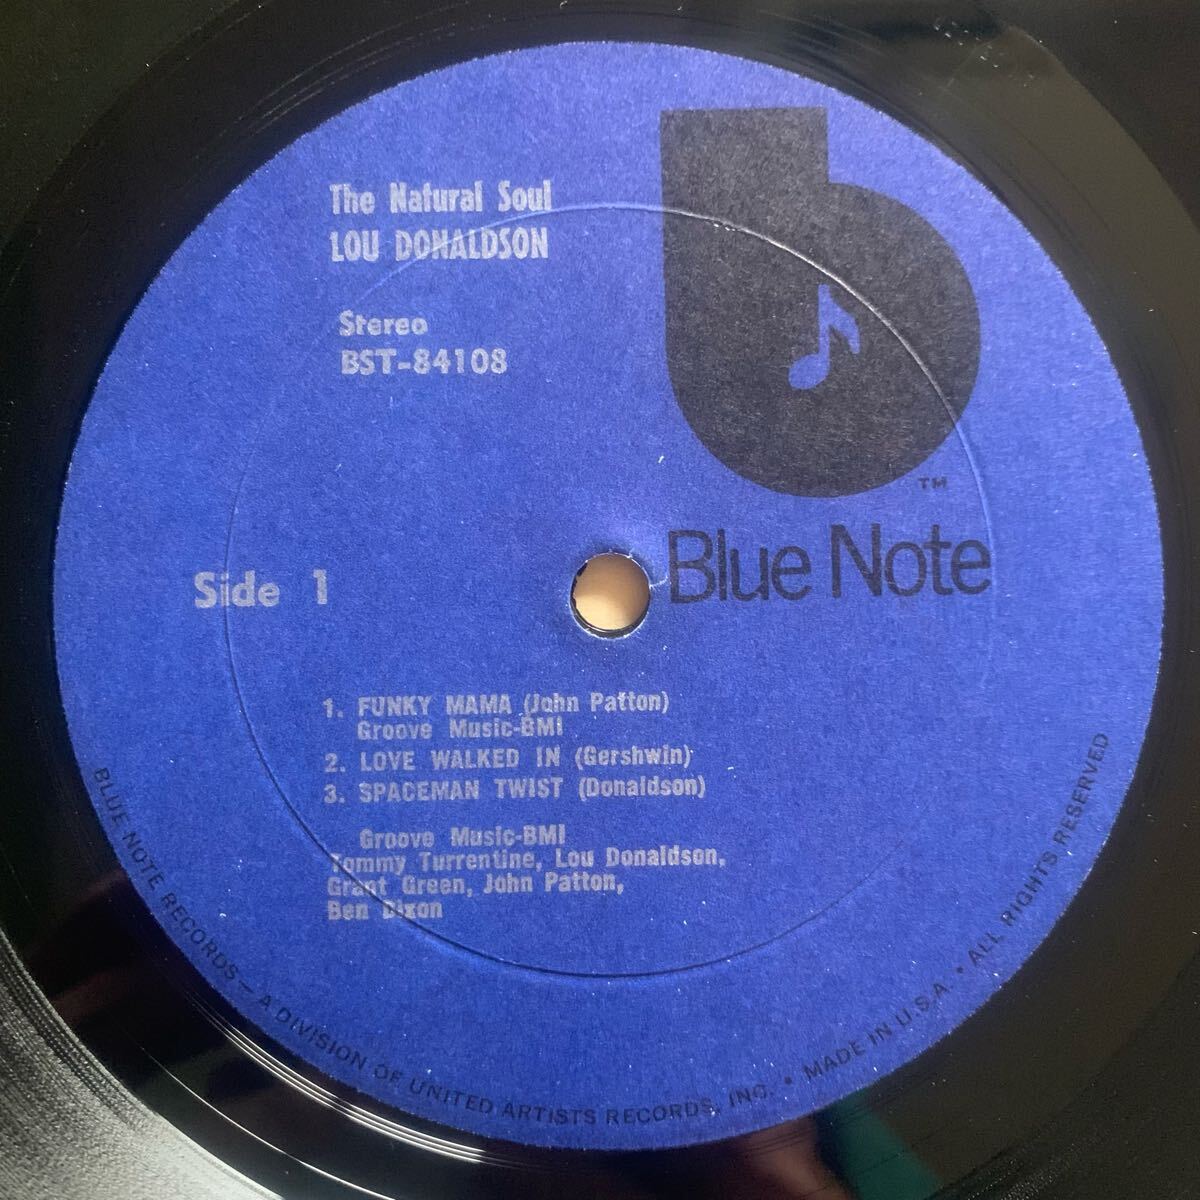 The Natural Soul
LOU DONALDSON
Stereo
BST-84108
TM
Blue Note
Side 1
1. FUNKY MAMA (John Patton)
Groove Music-BMI
2. LOVE WALKED IN (Gershwin)
3. SPACEMAN TWIST (Donaldson)
Groove Music-BMI
Tommy Turrentine, Lou Donaldson,
Grant Green, John Patton,
Ben Dixon
BLUE NOTE RECORDS — A DIVISION OF UNITED ARTISTS RECORDS, INC. • MADE IN U.S.A. • ALL RIGHTS RESERVED